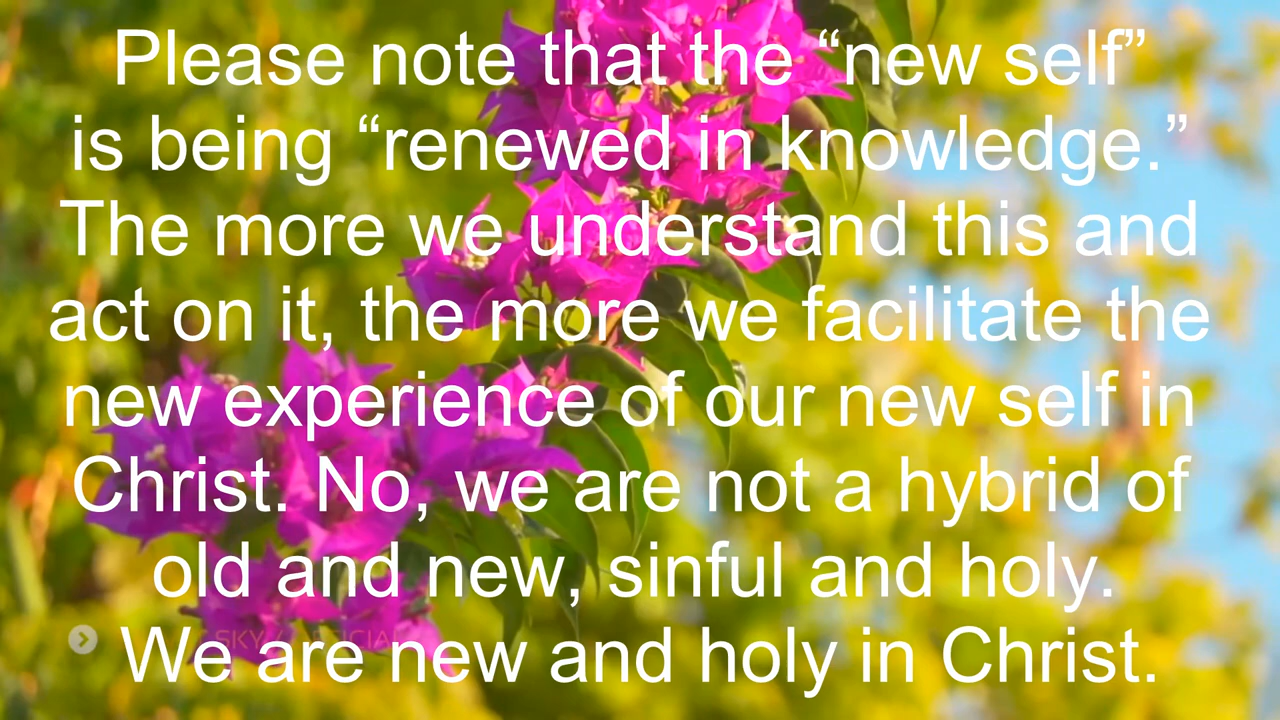 Please note that the “new self”
is being “renewed in knowledge.”
The more we understand this and
act on it, the more we facilitate the
new experience of our new self in
Christ. No, we are not a hybrid of
old and new, sinful and holy.
We are new and holy in Christ.
SKY